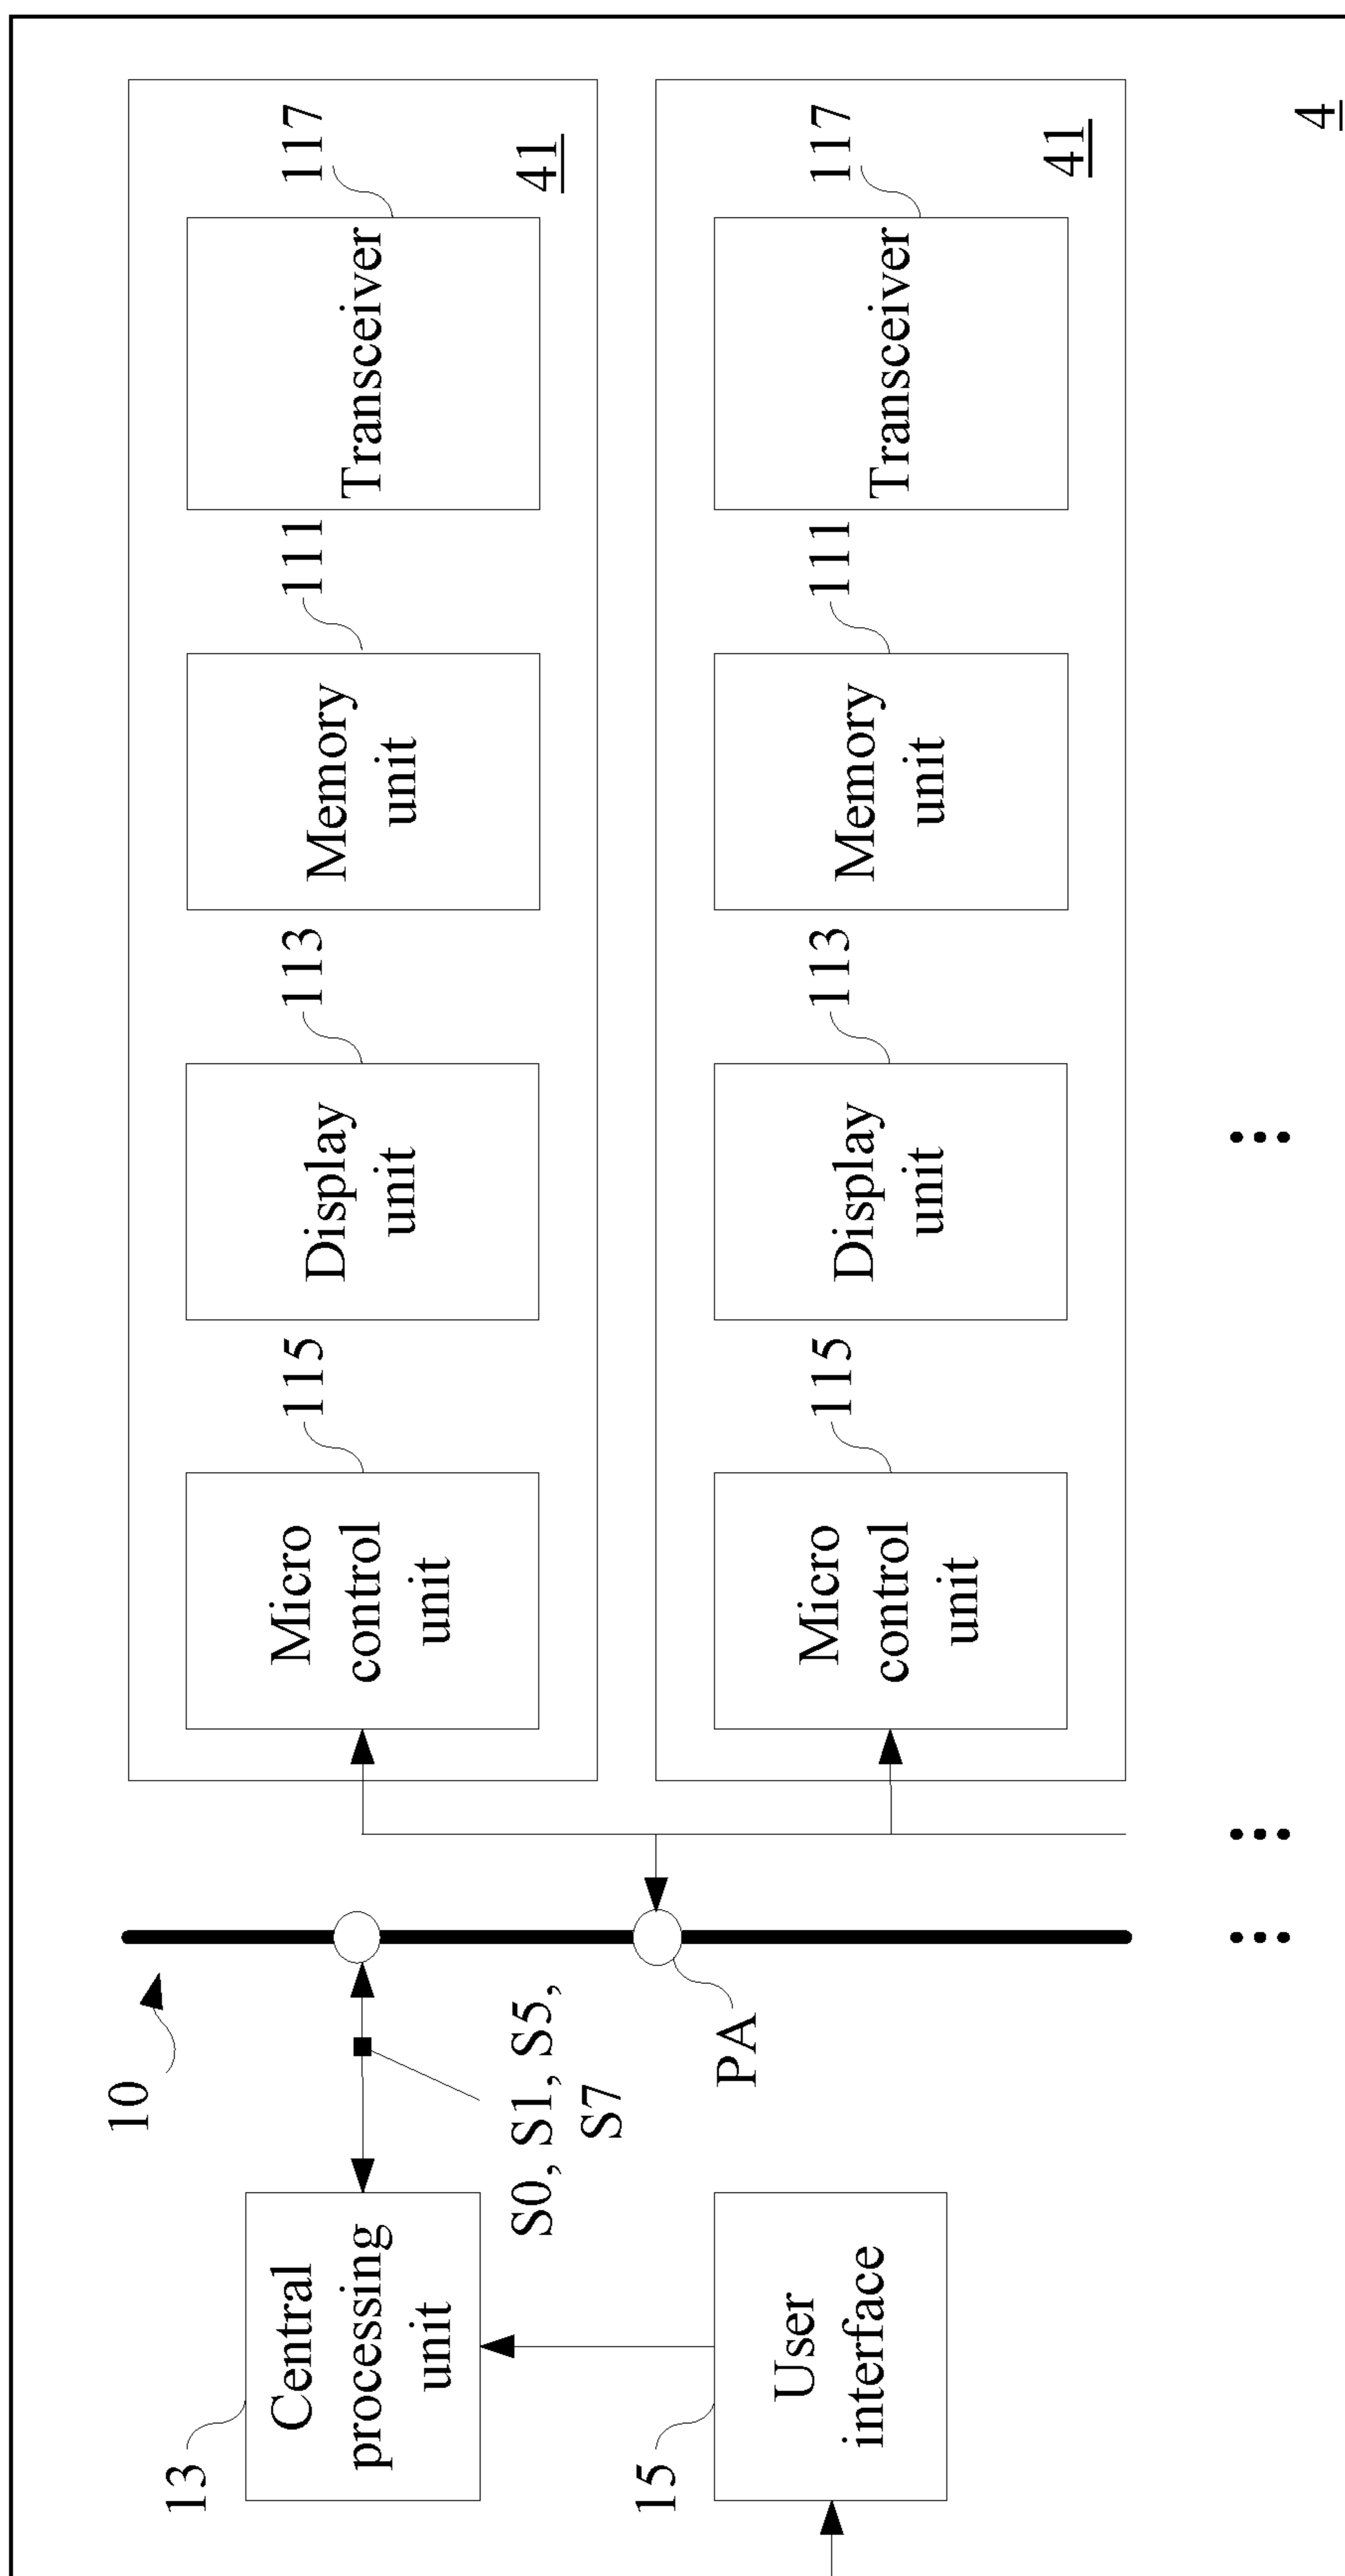 10
13
Central
processing
unit
S0, S1, S5,
S7
15
User
interface
PA
115
Micro
control
unit
113
Display
unit
111
Memory
unit
117
Transceiver
41
115
Micro
control
unit
113
Display
unit
111
Memory
unit
117
Transceiver
41
4